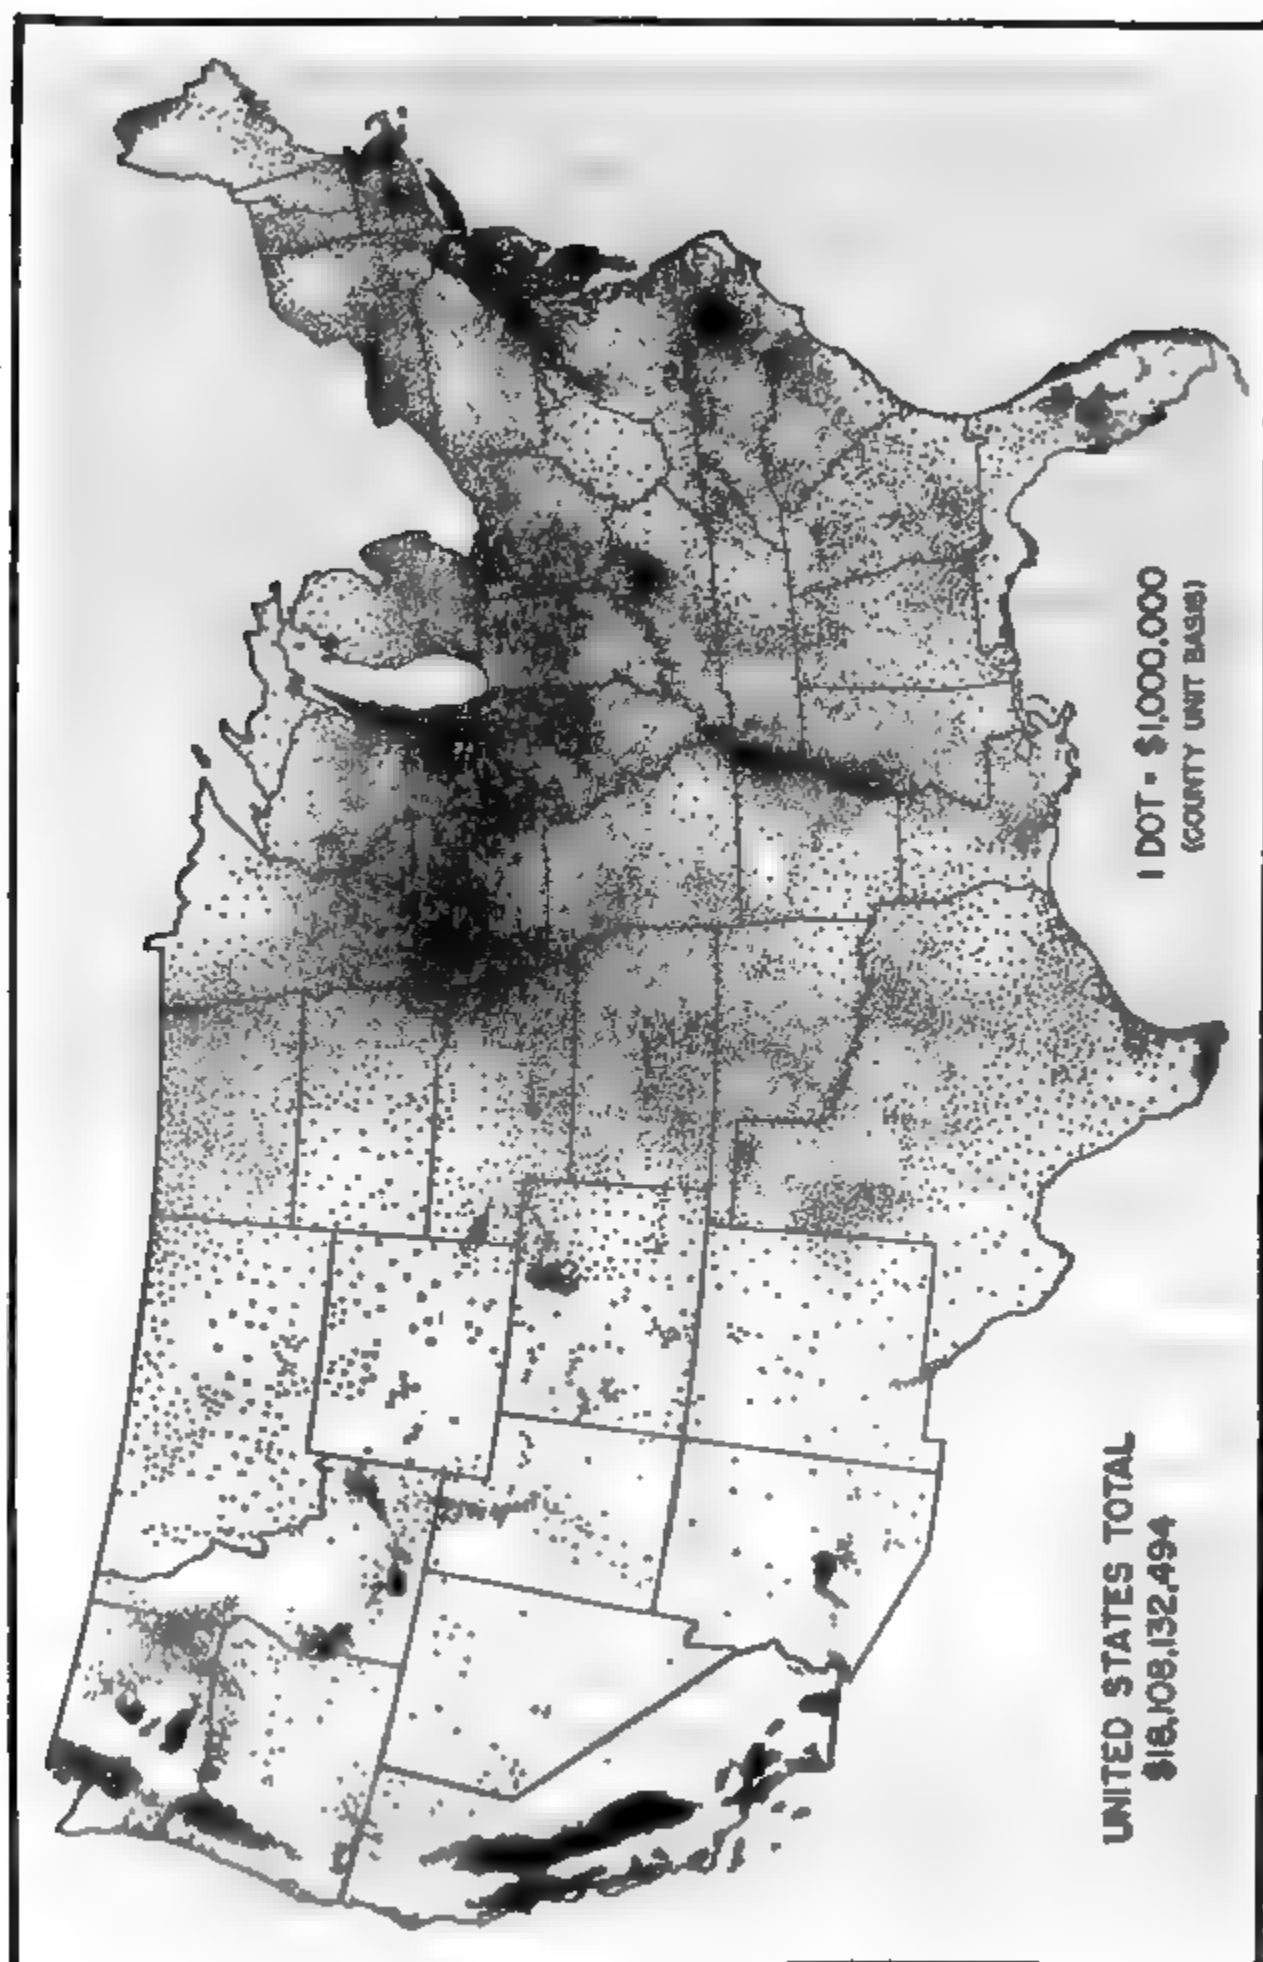 UNITED STATES TOTAL
$18,108,132,494
1 DOT - $1,000,000
(COUNTY UNIT BASIS)